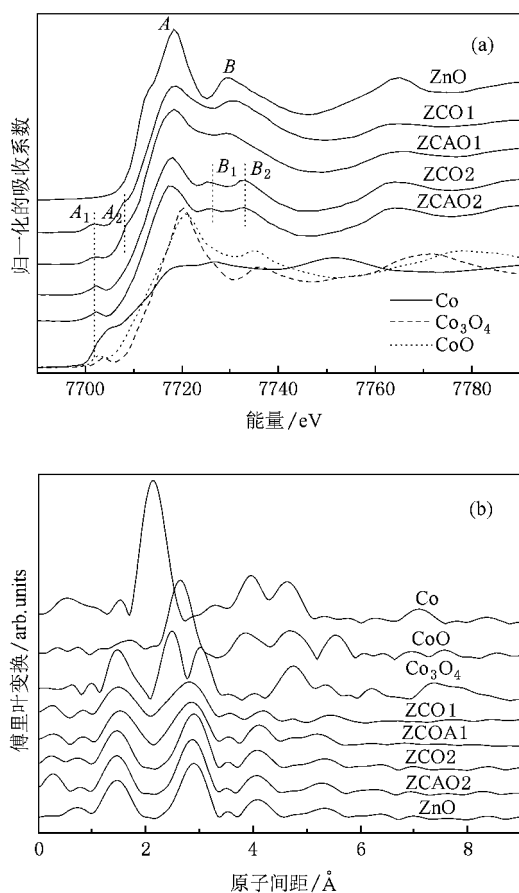 (a)
A
B
ZnO
ZCO1
ZCAO1
B₁
B₂
ZCO2
A₁
A₂
ZCAO2
归一化的吸收系数
Co
Co₃O₄
CoO
7700
7720
7740
7760
7780
能量/eV
(b)
Co
CoO
Co₃O₄
ZCO1
ZCOA1
ZCO2
ZCAO2
ZnO
傅里叶变换/arb.units
0
2
4
6
8
原子间距/Å